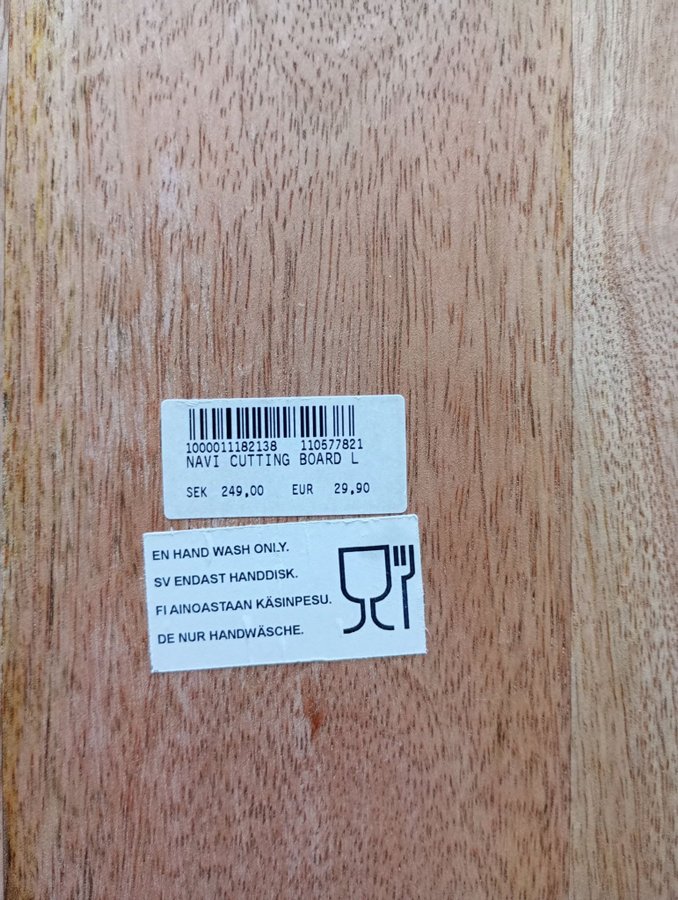 1000011182138 110577821
NAVI CUTTING BOARD L
SEK 249,00 EUR 29,90
EN HAND WASH ONLY.
SV ENDAST HANDDISK.
FI AINOASTAAN KÄSINPESU.
DE NUR HANDWÄSCHE.